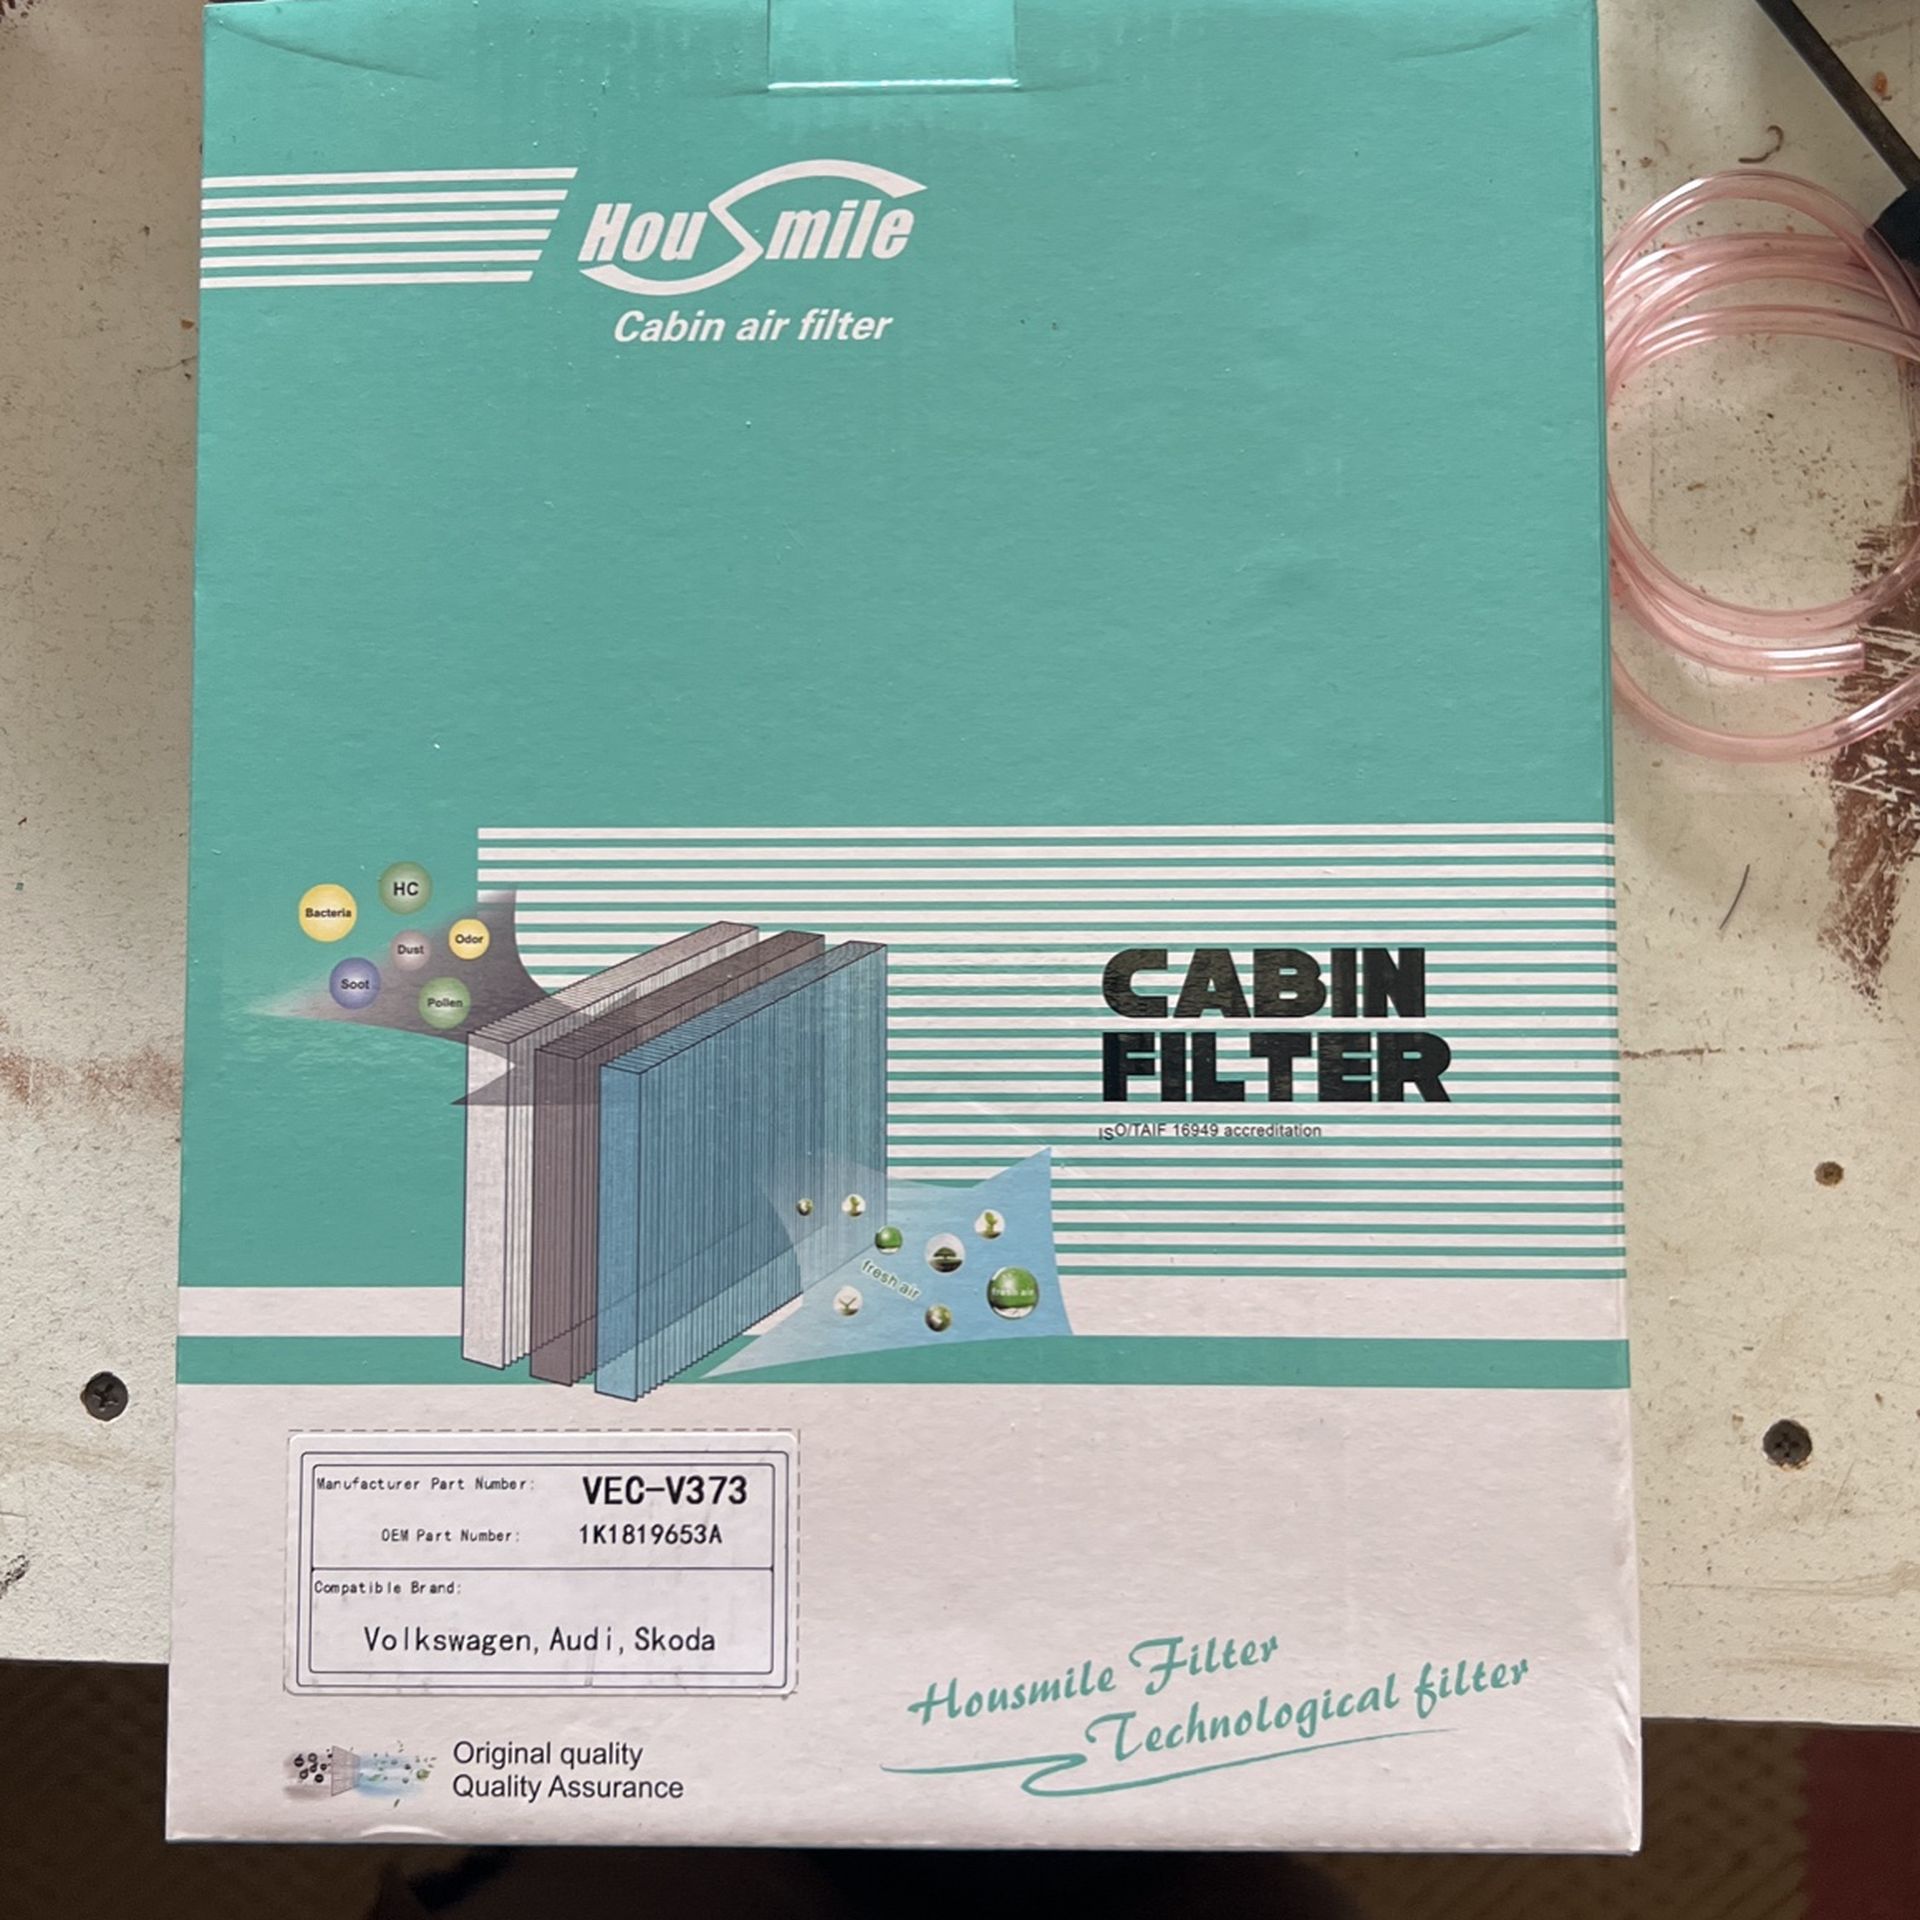 HouSmile
Cabin air filter
HC
Bacteria
Odor
Dust
Soot
Pollen
CABIN
FILTER
ISO/TAIF 16949 accreditation
fresh air
fresh air
Manufacturer Part Number: VEC-V373
OEM Part Number: 1K1819653A
Compatible Brand:
Volkswagen, Audi, Skoda
Housmile Filter
Technological filter
Original quality
Quality Assurance